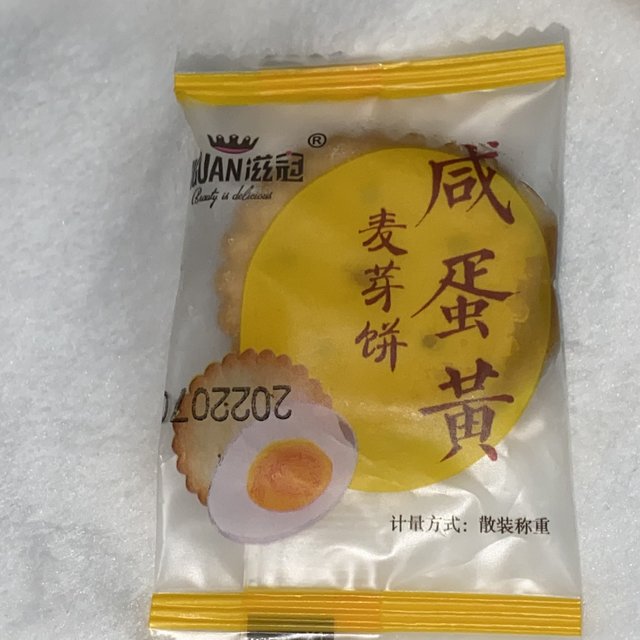 UAN滋冠®
Beauty is delicious
咸蛋黄
麦芽饼
2022070
计量方式：散装称重